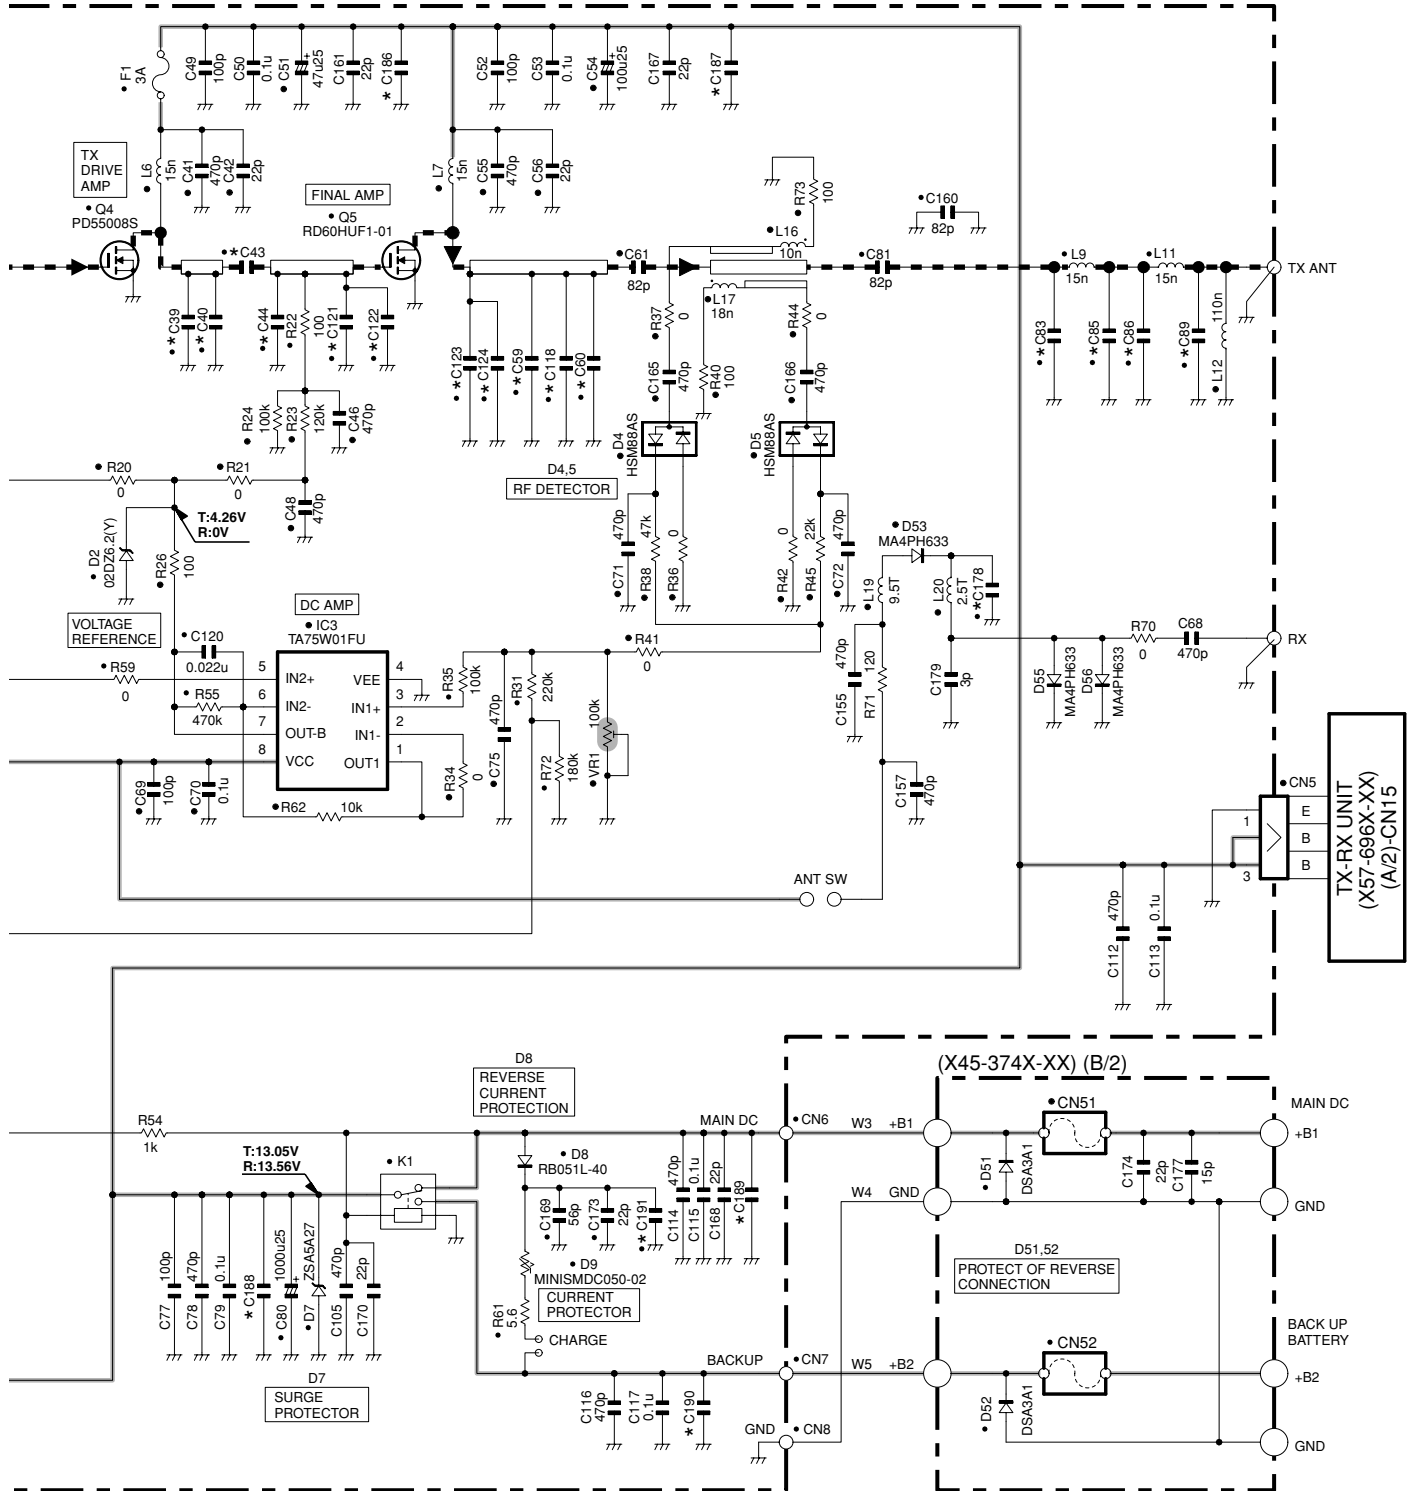 F1
3A
C49
100p
C50
0.1u
C51
47u25
+
C161
22p
* C186
C52
100p
C53
0.1u
C54
100u25
+
C167
22p
* C187
TX
DRIVE
AMP
Q4
PD55008S
L6
15n
C41
470p
C42
22p
FINAL AMP
Q5
RD60HUF1-01
L7
15n
C55
470p
C56
22p
R73
100
L16
10n
C160
82p
*C43
C61
82p
C81
82p
L9
15n
L11
15n
TX ANT
L17
18n
*C39
*C40
*C44
R22
100
*C121
*C122
*C123
*C124
*C59
*C118
*C60
R37
0
R44
0
C165
470p
R40
100
C166
470p
*C83
*C85
*C86
*C89
110n
*L12
R24
100k
R23
120k
C46
470p
D4
HSM88AS
D5
HSM88AS
D4,5
RF DETECTOR
R20
0
R21
0
C48
470p
T:4.26V
R:0V
D2
02DZ6.2(Y)
R26
100
470p
C71
47k
R38
0
R36
0
R42
22k
R45
470p
C72
D53
MA4PH633
L19
9.5T
L20
2.5T
*C178
VOLTAGE
REFERENCE
DC AMP
IC3
TA75W01FU
C120
0.022u
R59
0
R55
470k
5
6
7
8
IN2+
IN2-
OUT-B
VCC
VEE
IN1+
IN1-
OUT1
4
3
2
1
R35
100k
R41
0
470p
C75
R31
220k
100k
VR1
R72
180k
R34
0
C69
100p
C70
0.1u
R62
10k
470p
C155
120
R71
C179
3p
D55
MA4PH633
D56
MA4PH633
R70
0
C68
470p
RX
C157
470p
ANT SW
CN5
1
3
E
B
B
TX-RX UNIT
(X57-696X-XX)
(A/2)-CN15
470p
C112
0.1u
C113
R54
1k
T:13.05V
R:13.56V
K1
D8
REVERSE
CURRENT
PROTECTION
MAIN DC
CN6
D8
RB051L-40
C169
56p
C173
22p
*C191
470p
C114
0.1u
C115
22p
C168
*C189
D9
MINISMDC050-02
CURRENT
PROTECTOR
R61
5.6
CHARGE
100p
C77
470p
C78
0.1u
C79
* C188
1000u25
+
C80
ZSA5A27
D7
470p
C105
22p
C170
D7
SURGE
PROTECTOR
BACKUP
CN7
C116
470p
C117
0.1u
* C190
GND
CN8
(X45-374X-XX) (B/2)
W3
+B1
W4
GND
W5
+B2
CN51
D51
DSA3A1
C174
22p
C177
15p
MAIN DC
+B1
GND
D51,52
PROTECT OF REVERSE
CONNECTION
CN52
D52
DSA3A1
BACK UP
BATTERY
+B2
GND